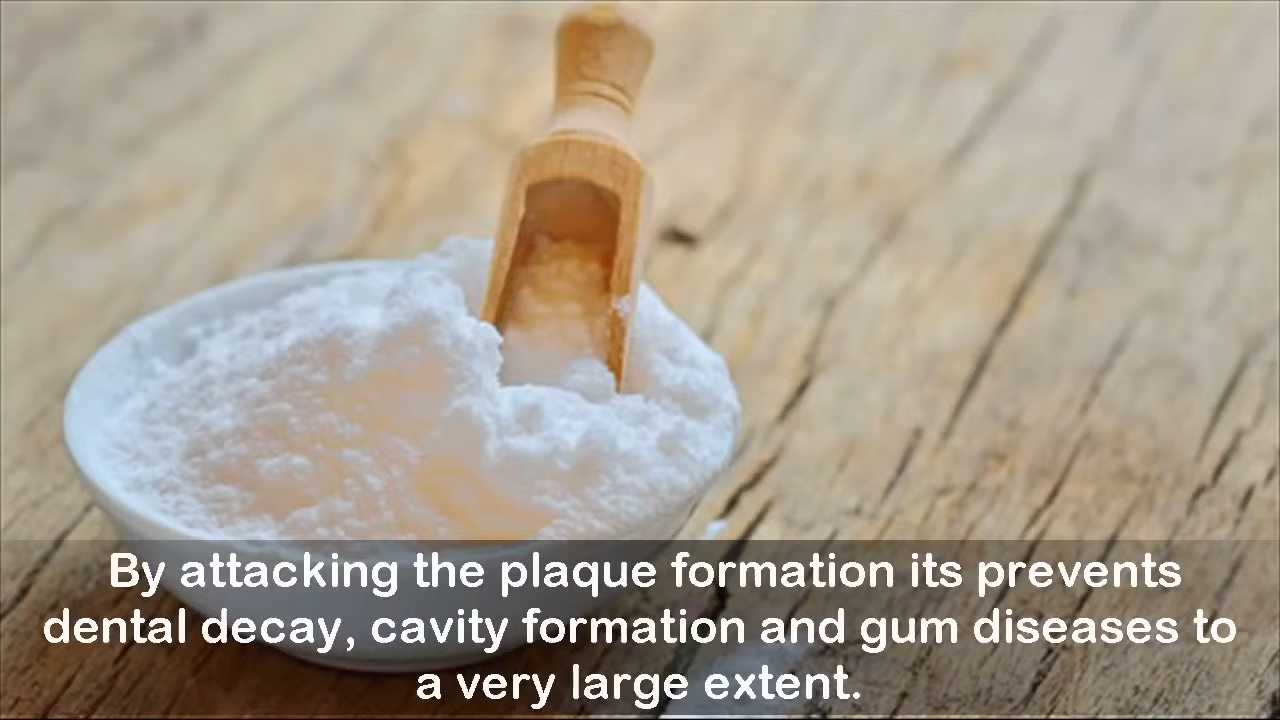 By attacking the plaque formation its prevents
dental decay, cavity formation and gum diseases to
a very large extent.